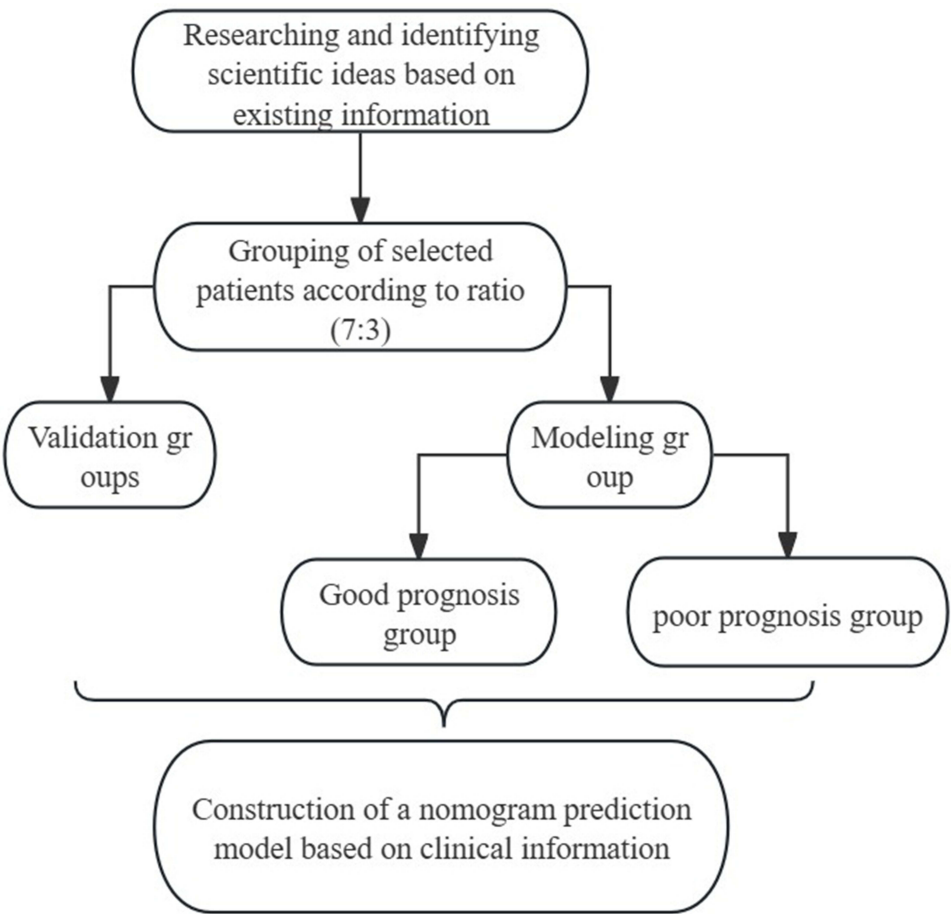 Researching and identifying
scientific ideas based on
existing information
Grouping of selected
patients according to ratio
(7:3)
Validation gr
oups
Modeling gr
oup
Good prognosis
group
poor prognosis group
Construction of a nomogram prediction
model based on clinical information